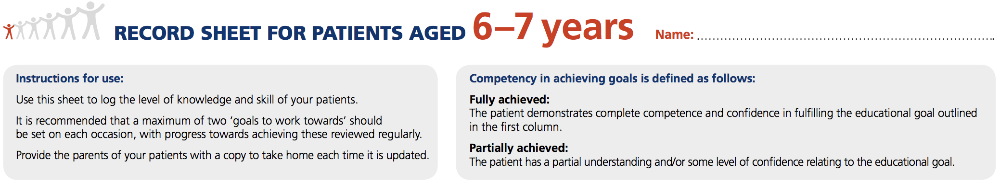 RECORD SHEET FOR PATIENTS AGED 6–7 years Name: ..........................................................................................
Instructions for use:
Use this sheet to log the level of knowledge and skill of your patients.
It is recommended that a maximum of two ‘goals to work towards’ should
be set on each occasion, with progress towards achieving these reviewed regularly.
Provide the parents of your patients with a copy to take home each time it is updated.
Competency in achieving goals is defined as follows:
Fully achieved:
The patient demonstrates complete competence and confidence in fulfilling the educational goal outlined
in the first column.
Partially achieved:
The patient has a partial understanding and/or some level of confidence relating to the educational goal.